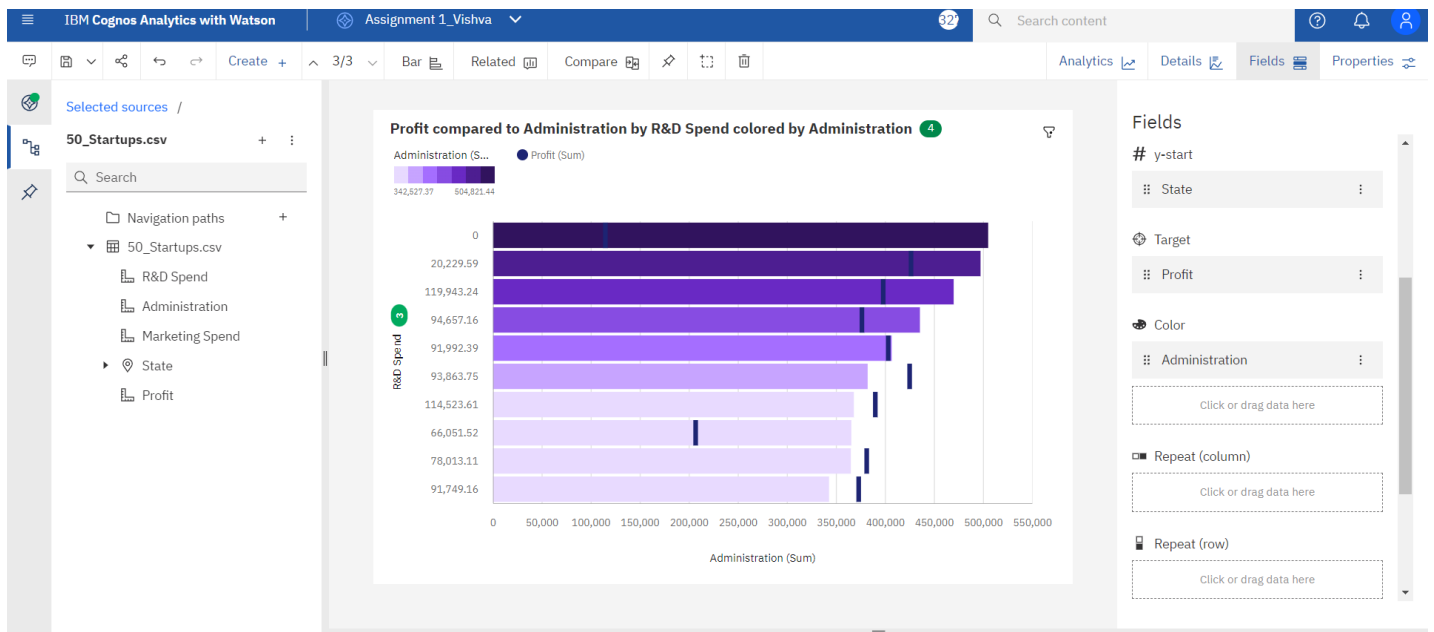 IBM Cognos Analytics with Watson
Assignment 1_Vishva
Search content
Create +
3/3
Bar
Related
Compare
Analytics
Details
Fields
Properties
Selected sources /
50_Startups.csv
Search
Navigation paths
50_Startups.csv
R&D Spend
Administration
Marketing Spend
State
Profit
Profit compared to Administration by R&D Spend colored by Administration 4
Administration (S...
Profit (Sum)
342,527.37 504,821.44
3
R&D Spend
0
20,229.59
119,943.24
94,657.16
91,992.39
93,863.75
114,523.61
66,051.52
78,013.11
91,749.16
0 50,000 100,000 150,000 200,000 250,000 300,000 350,000 400,000 450,000 500,000 550,000
Administration (Sum)
Fields
# y-start
State
Target
Profit
Color
Administration
Click or drag data here
Repeat (column)
Click or drag data here
Repeat (row)
Click or drag data here